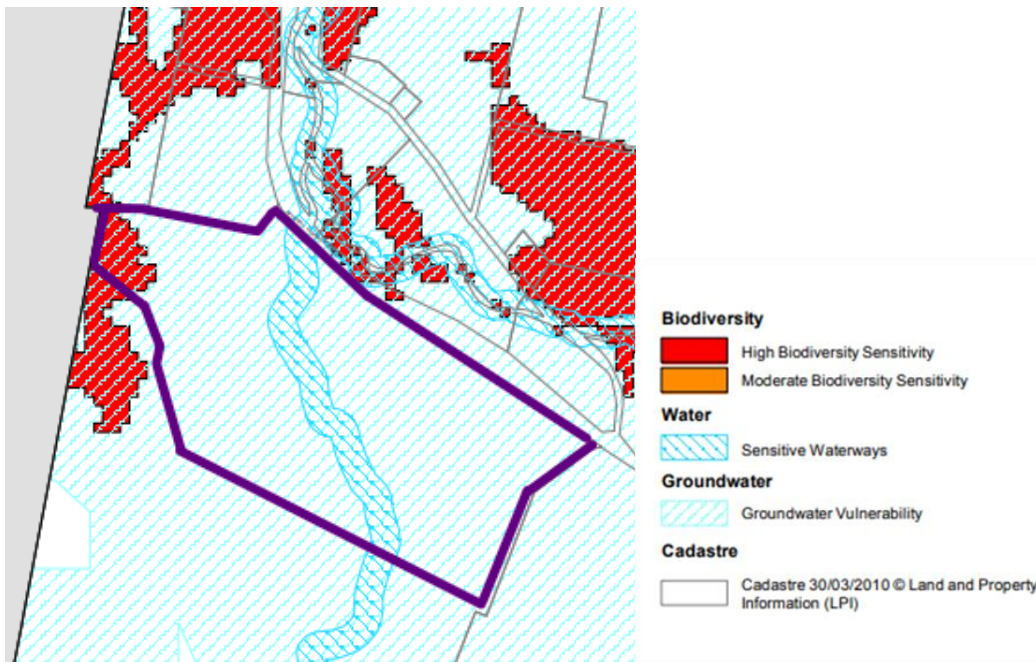 Biodiversity
High Biodiversity Sensitivity
Moderate Biodiversity Sensitivity
Water
Sensitive Waterways
Groundwater
Groundwater Vulnerability
Cadastre
Cadastre 30/03/2010 © Land and Property
Information (LPI)